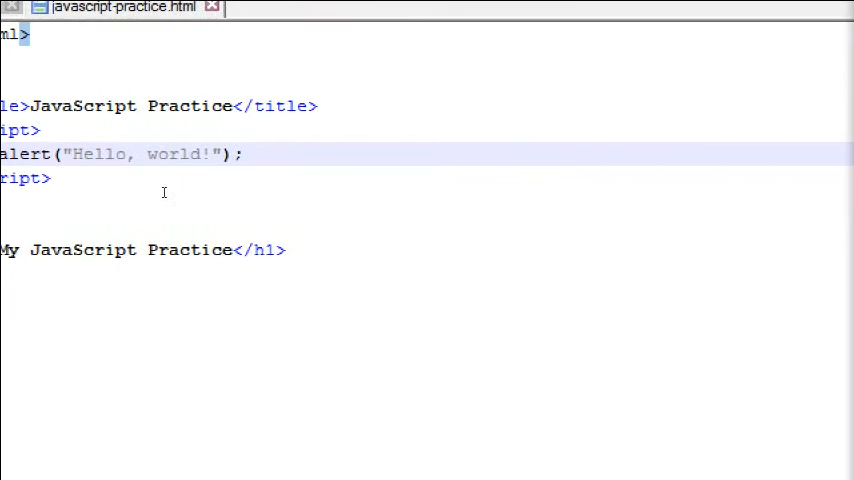 javascript-practice.html
ml>
le>JavaScript Practice</title>
ipt>
alert("Hello, world!");
ript>
My JavaScript Practice</h1>